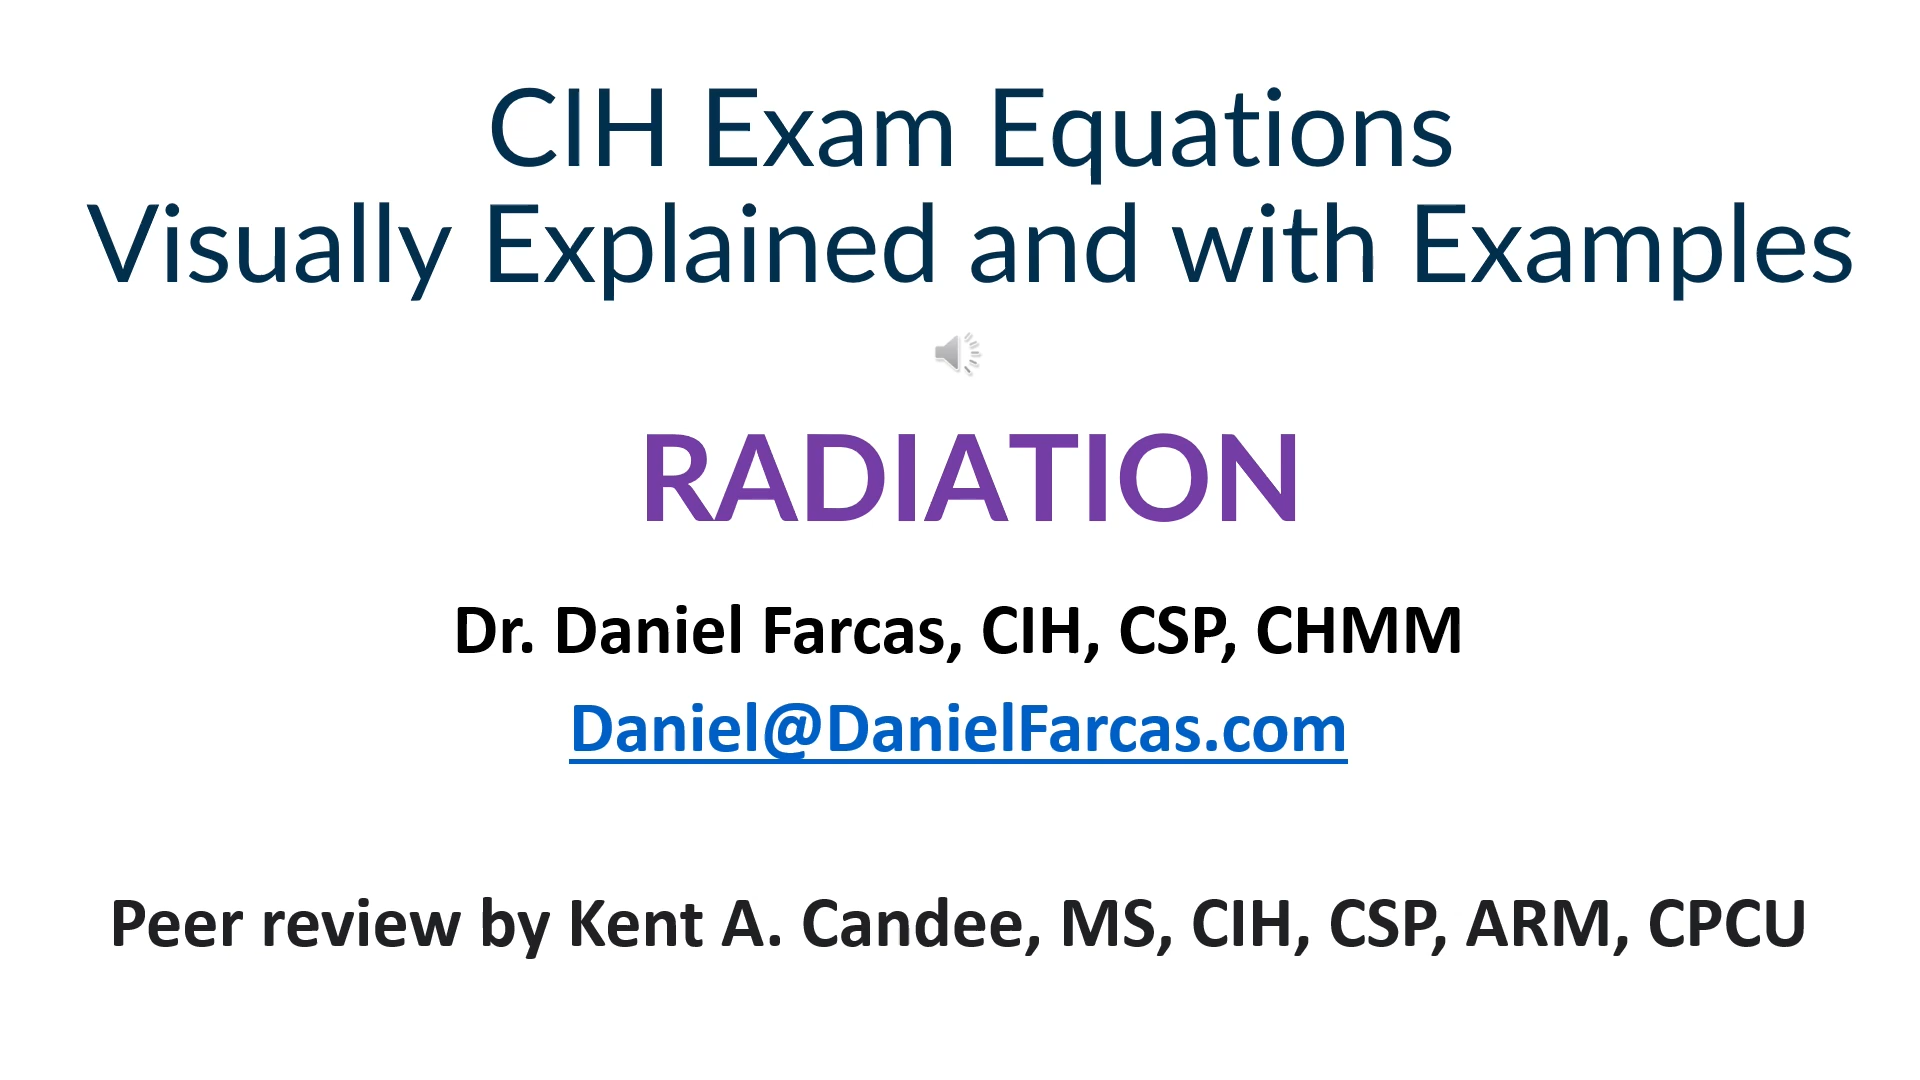 CIH Exam Equations
Visually Explained and with Examples
RADIATION
Dr. Daniel Farcas, CIH, CSP, CHMM
Daniel@DanielFarcas.com
Peer review by Kent A. Candee, MS, CIH, CSP, ARM, CPCU